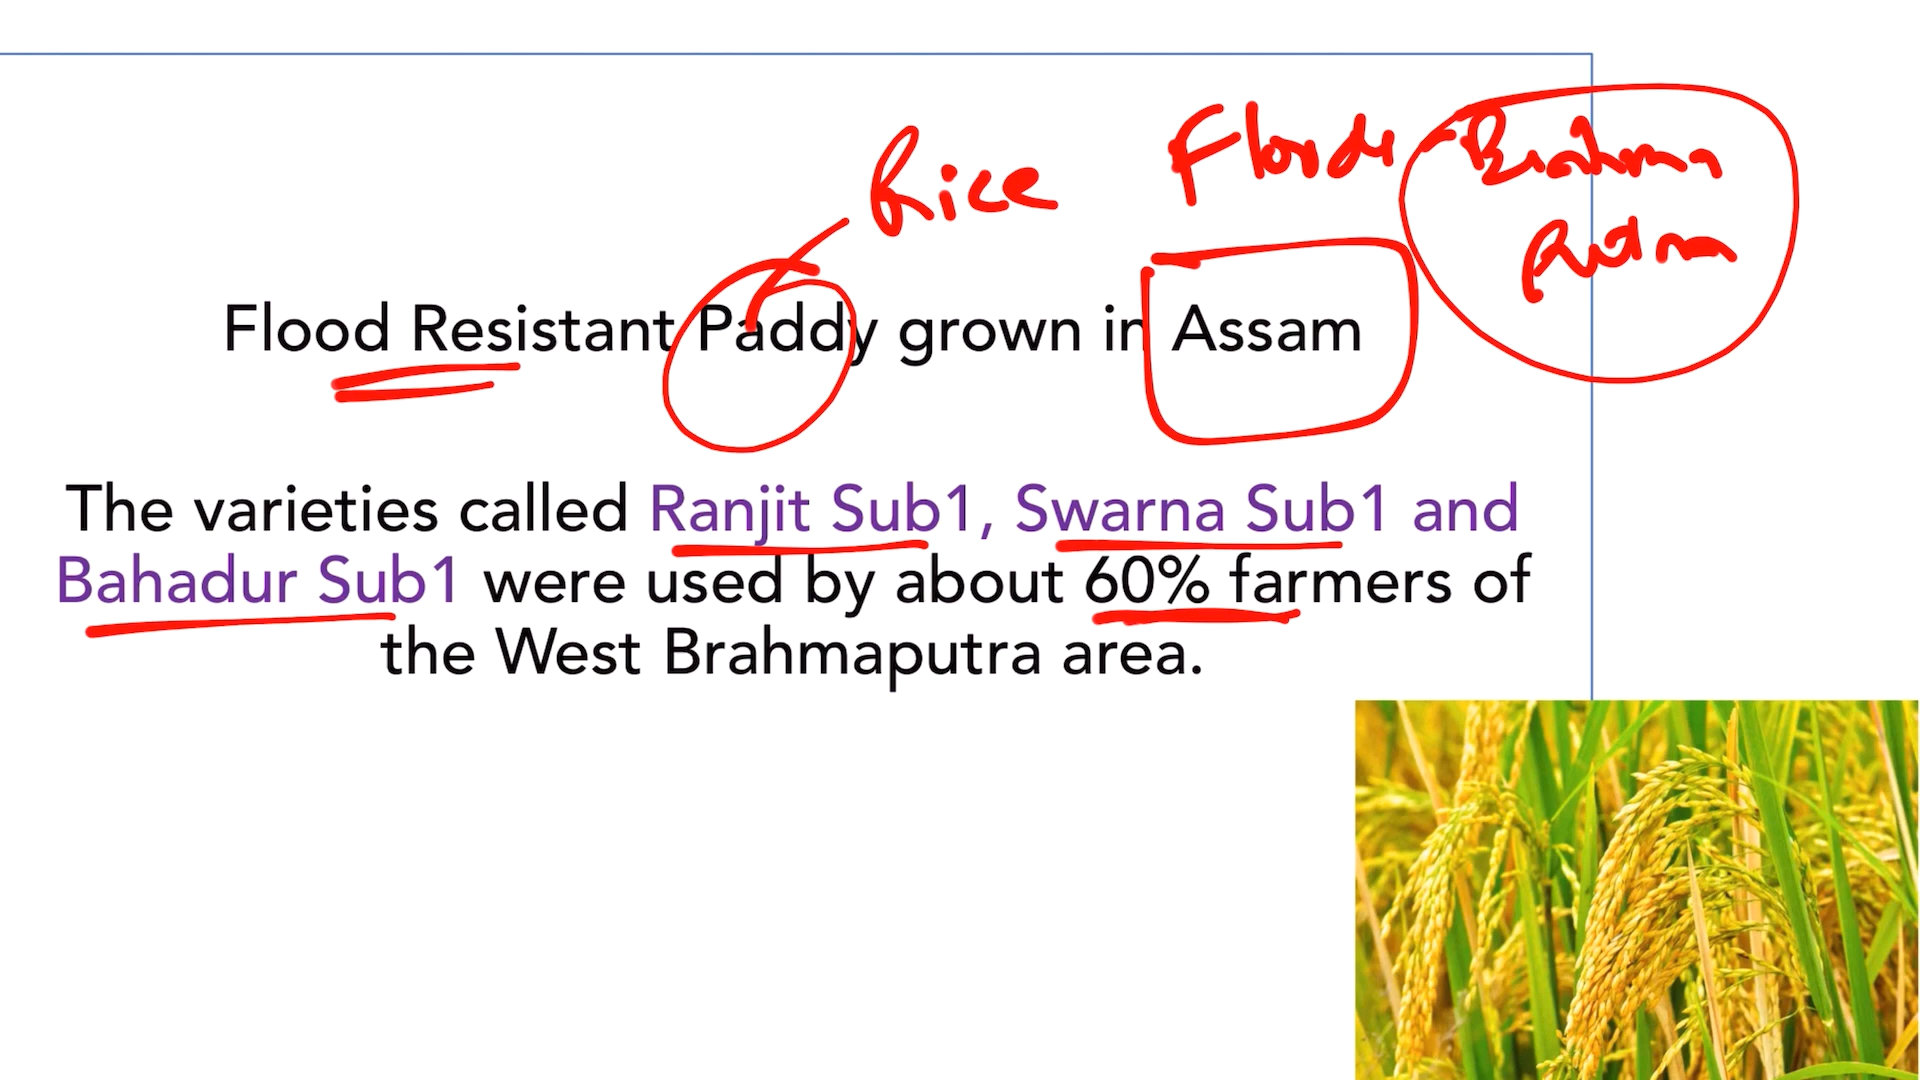 Rice
Floods
Brahma
Putra
Flood Resistant Paddy grown in Assam
The varieties called Ranjit Sub1, Swarna Sub1 and
Bahadur Sub1 were used by about 60% farmers of
the West Brahmaputra area.